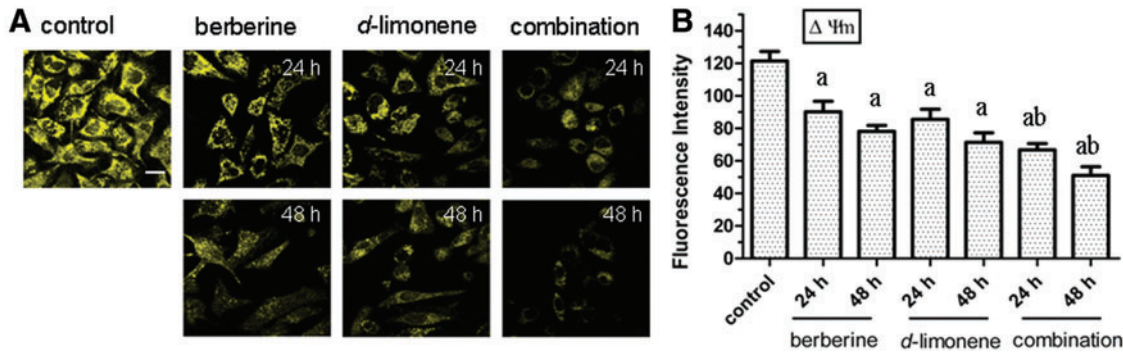 A
control
berberine
d-limonene
combination
24 h
24 h
24 h
48 h
48 h
48 h
B
Δ Ψm
Fluorescence Intensity
140
120
100
80
60
40
20
0
a
a
a
a
ab
ab
control
24 h
48 h
24 h
48 h
24 h
48 h
berberine
d-limonene
combination